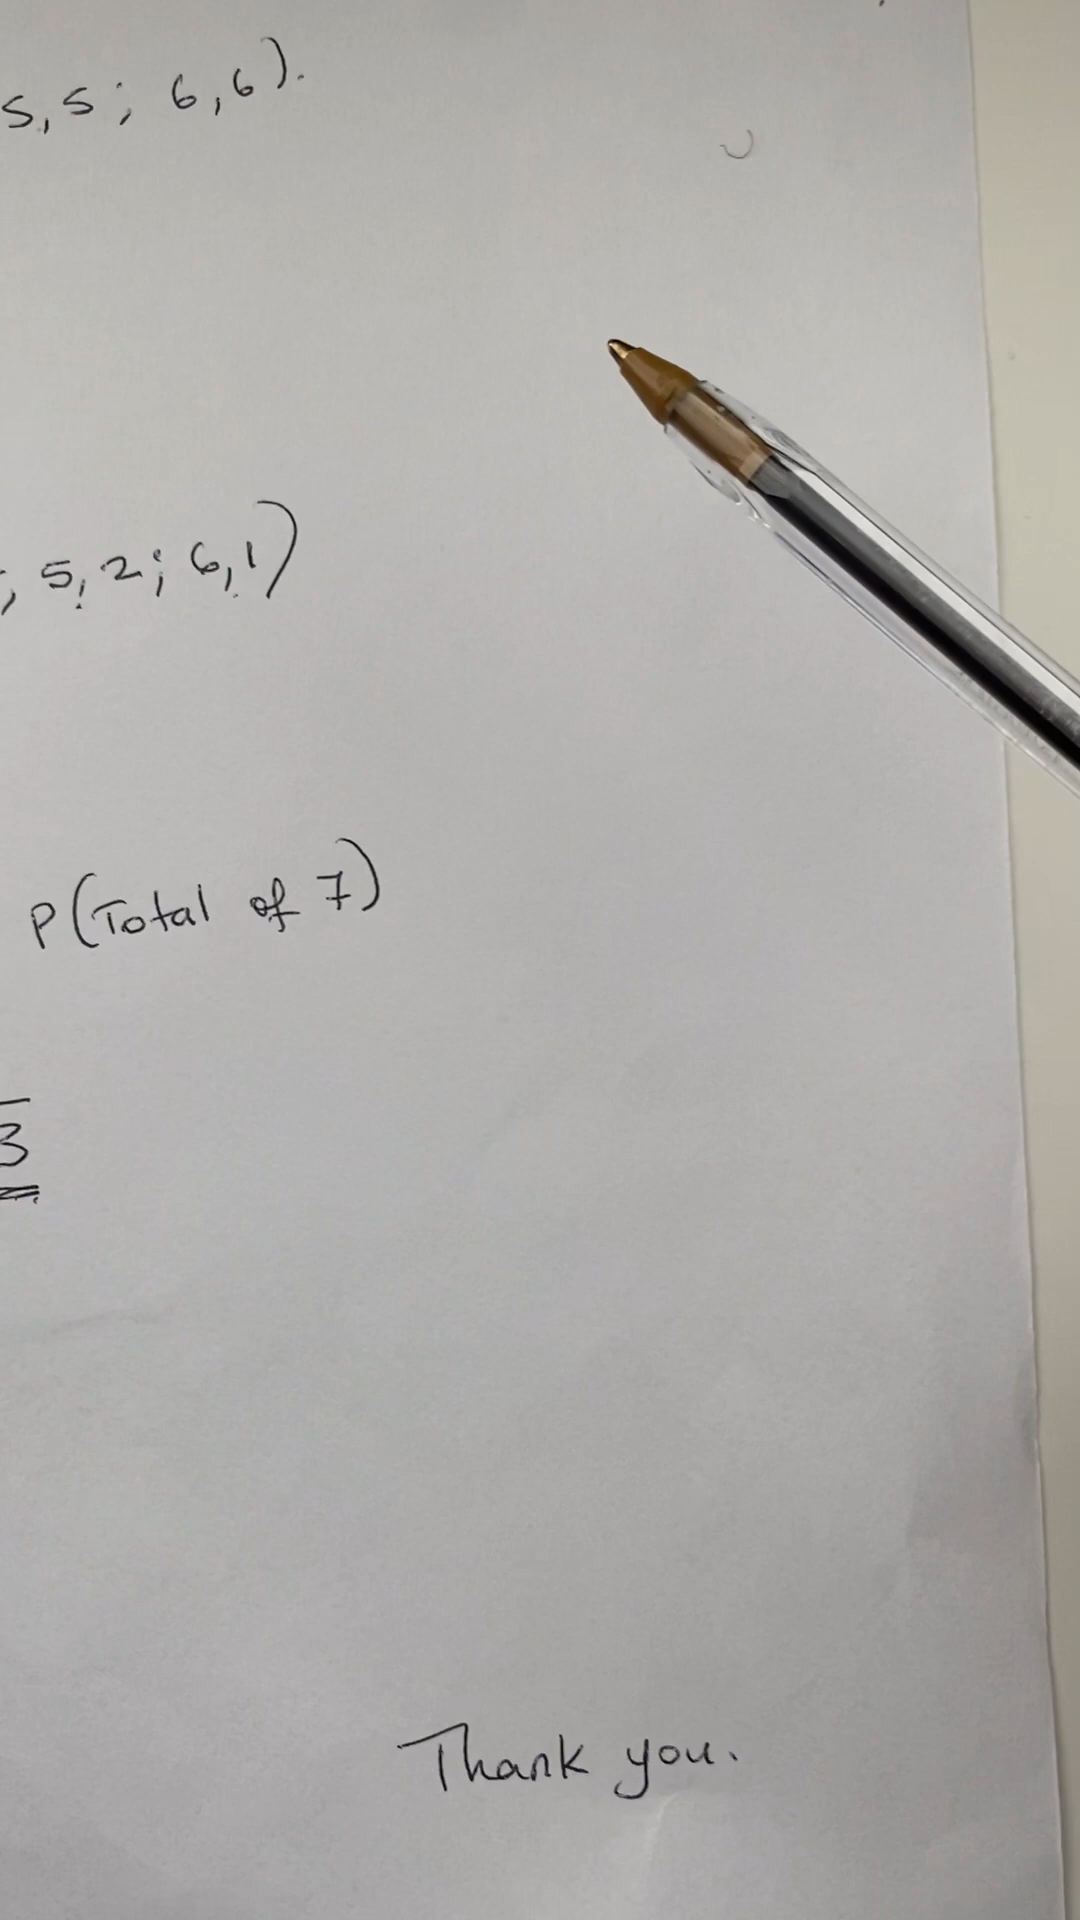 5,5; 6,6).
; 5,2; 6,1)
P(Total of 7)
3
Thank you.